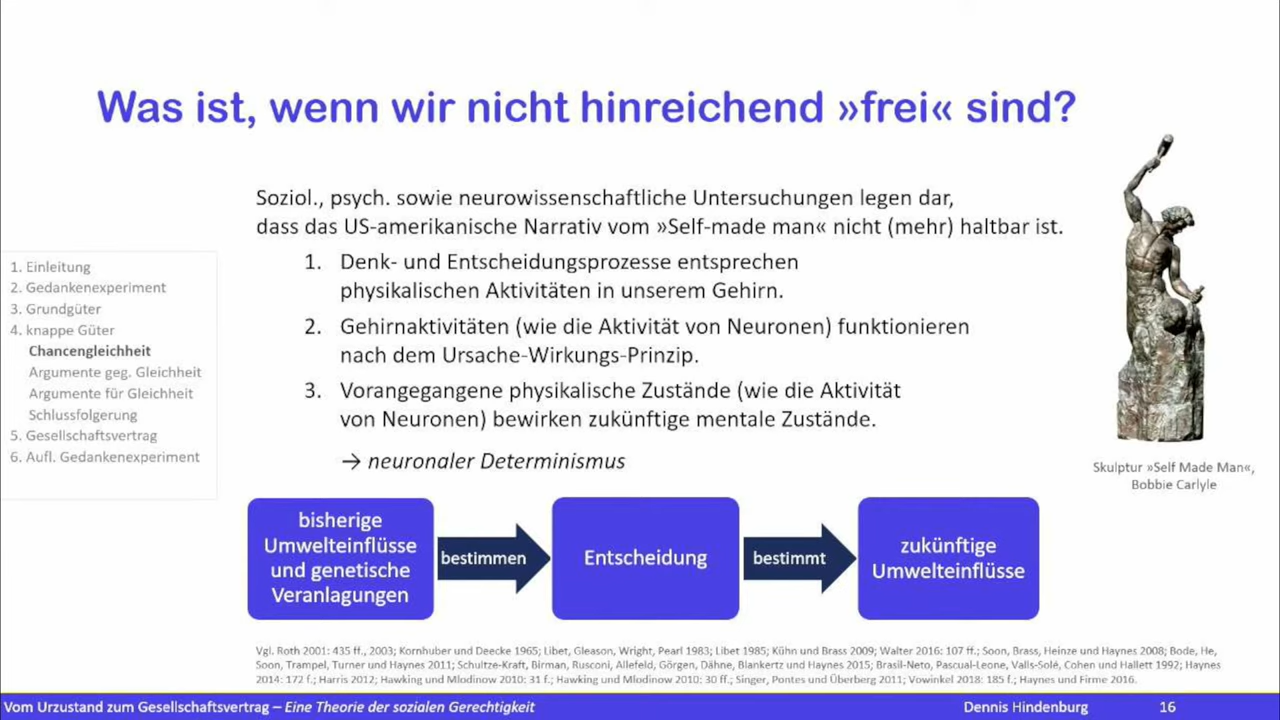 Was ist, wenn wir nicht hinreichend »frei« sind?
Soziol., psych. sowie neurowissenschaftliche Untersuchungen legen dar,
dass das US-amerikanische Narrativ vom »Self-made man« nicht (mehr) haltbar ist.
1. Denk- und Entscheidungsprozesse entsprechen
physikalischen Aktivitäten in unserem Gehirn.
2. Gehirnaktivitäten (wie die Aktivität von Neuronen) funktionieren
nach dem Ursache-Wirkungs-Prinzip.
3. Vorangegangene physikalische Zustände (wie die Aktivität
von Neuronen) bewirken zukünftige mentale Zustände.
→ neuronaler Determinismus
1. Einleitung
2. Gedankenexperiment
3. Grundgüter
4. knappe Güter
Chancengleichheit
Argumente geg. Gleichheit
Argumente für Gleichheit
Schlussfolgerung
5. Gesellschaftsvertrag
6. Aufl. Gedankenexperiment
Skulptur »Self Made Man«,
Bobbie Carlyle
bisherige
Umwelteinflüsse
und genetische
Veranlagungen
bestimmen
Entscheidung
bestimmt
zukünftige
Umwelteinflüsse
Vgl. Roth 2001: 435 ff., 2003; Kornhuber und Deecke 1965; Libet, Gleason, Wright, Pearl 1983; Libet 1985; Kühn und Brass 2009; Walter 2016: 107 ff.; Soon, Brass, Heinze und Haynes 2008; Bode, He,
Soon, Trampel, Turner und Haynes 2011; Schultze-Kraft, Birman, Rusconi, Allefeld, Görgen, Dähne, Blankertz und Haynes 2015; Brasil-Neto, Pascual-Leone, Valls-Solé, Cohen und Hallett 1992; Haynes
2014: 172 f.; Harris 2012; Hawking und Mlodinow 2010: 31 f.; Hawking und Mlodinow 2010: 30 ff.; Singer, Pontes und Überberg 2011; Vowinkel 2018: 185 f.; Haynes und Firme 2016.
Vom Urzustand zum Gesellschaftsvertrag – Eine Theorie der sozialen Gerechtigkeit
Dennis Hindenburg
16